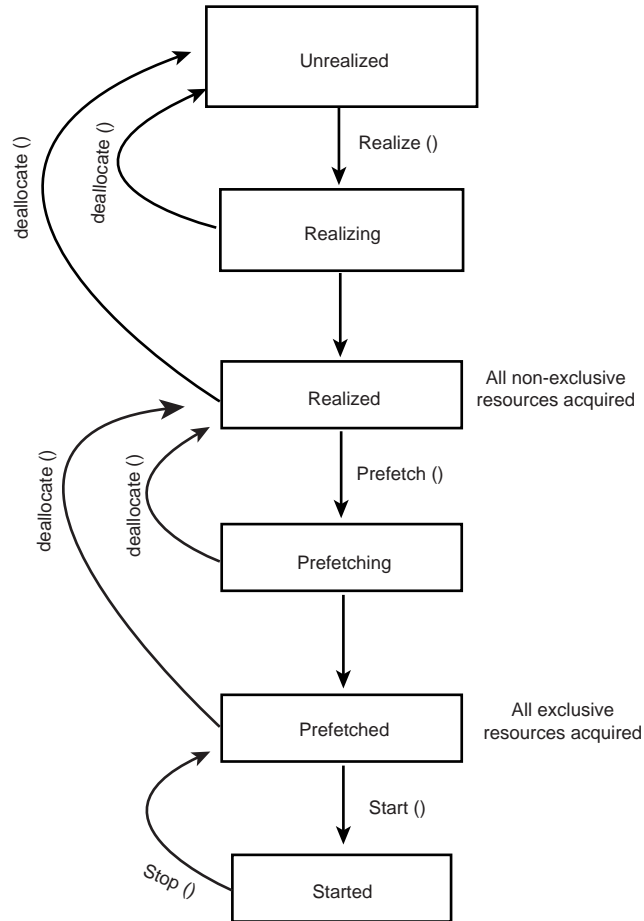 Unrealized
Realize ()
deallocate ()
deallocate ()
Realizing
Realized
All non-exclusive
resources acquired
Prefetch ()
deallocate ()
deallocate ()
Prefetching
Prefetched
All exclusive
resources acquired
Start ()
Stop ()
Started